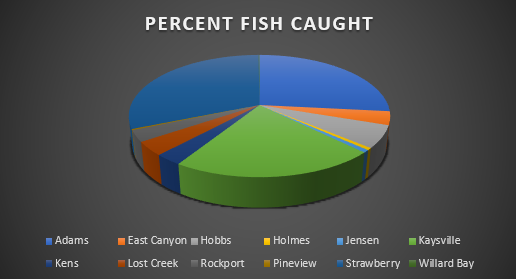 PERCENT FISH CAUGHT
Adams East Canyon Hobbs Holmes Jensen Kaysville
Kens Lost Creek Rockport Pineview Strawberry Willard Bay